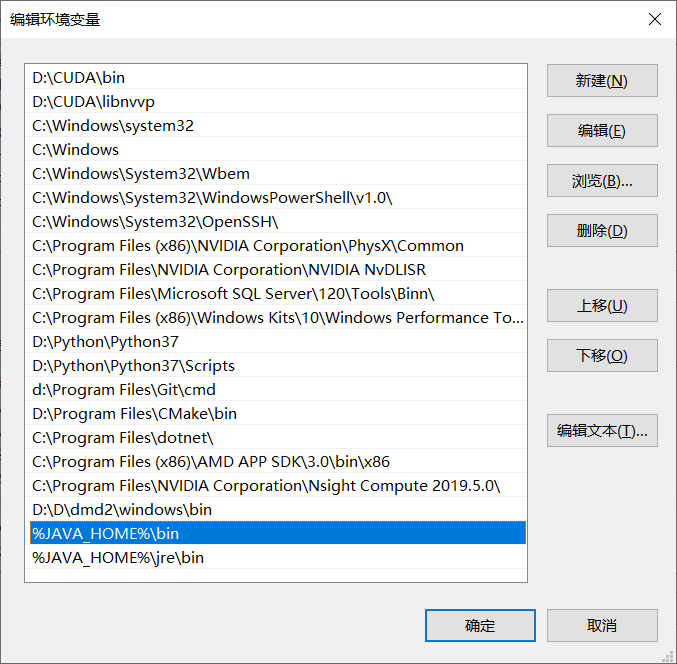 编辑环境变量
D:\CUDA\bin
D:\CUDA\libnvvp
C:\Windows\system32
C:\Windows
C:\Windows\System32\Wbem
C:\Windows\System32\WindowsPowerShell\v1.0\
C:\Windows\System32\OpenSSH\
C:\Program Files (x86)\NVIDIA Corporation\PhysX\Common
C:\Program Files\NVIDIA Corporation\NVIDIA NvDLISR
C:\Program Files\Microsoft SQL Server\120\Tools\Binn\
C:\Program Files (x86)\Windows Kits\10\Windows Performance To...
D:\Python\Python37
D:\Python\Python37\Scripts
d:\Program Files\Git\cmd
D:\Program Files\CMake\bin
C:\Program Files\dotnet\
C:\Program Files (x86)\AMD APP SDK\3.0\bin\x86
C:\Program Files\NVIDIA Corporation\Nsight Compute 2019.5.0\
D:\D\dmd2\windows\bin
%JAVA_HOME%\bin
%JAVA_HOME%\jre\bin
新建(N)
编辑(E)
浏览(B)...
删除(D)
上移(U)
下移(O)
编辑文本(T)...
确定
取消